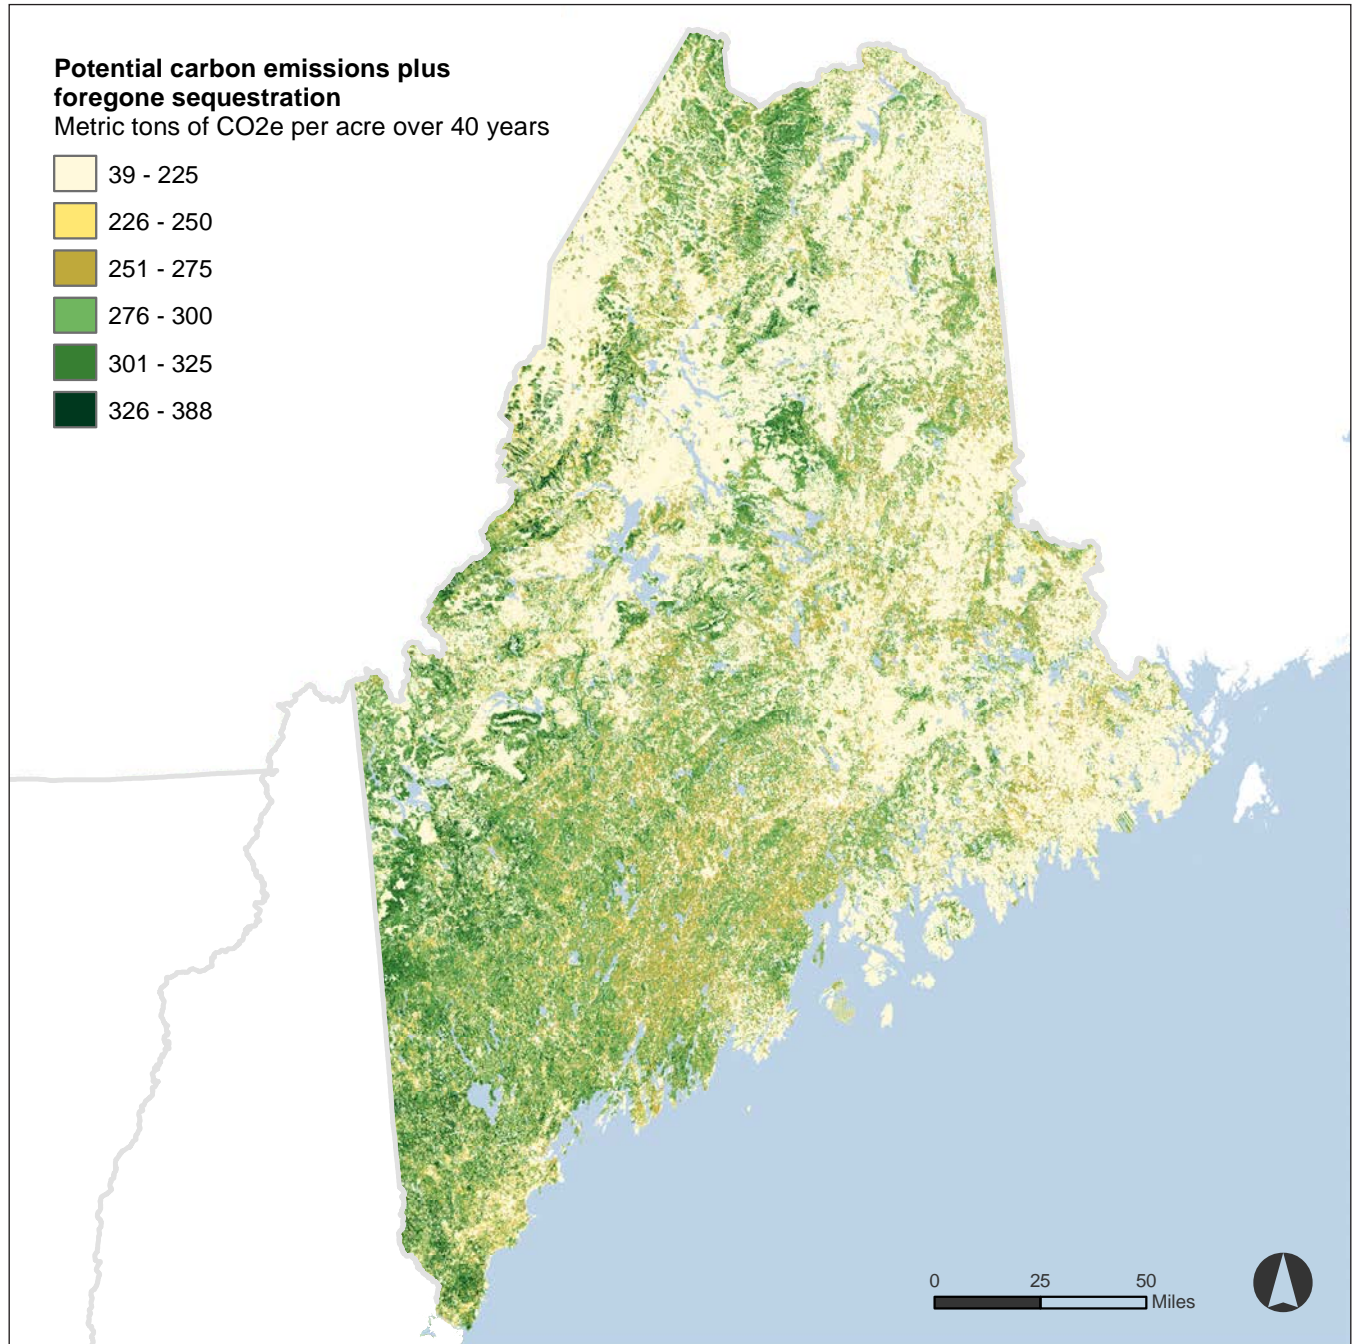 Potential carbon emissions plus
foregone sequestration
Metric tons of CO2e per acre over 40 years
39 - 225
226 - 250
251 - 275
276 - 300
301 - 325
326 - 388
0 25 50
Miles